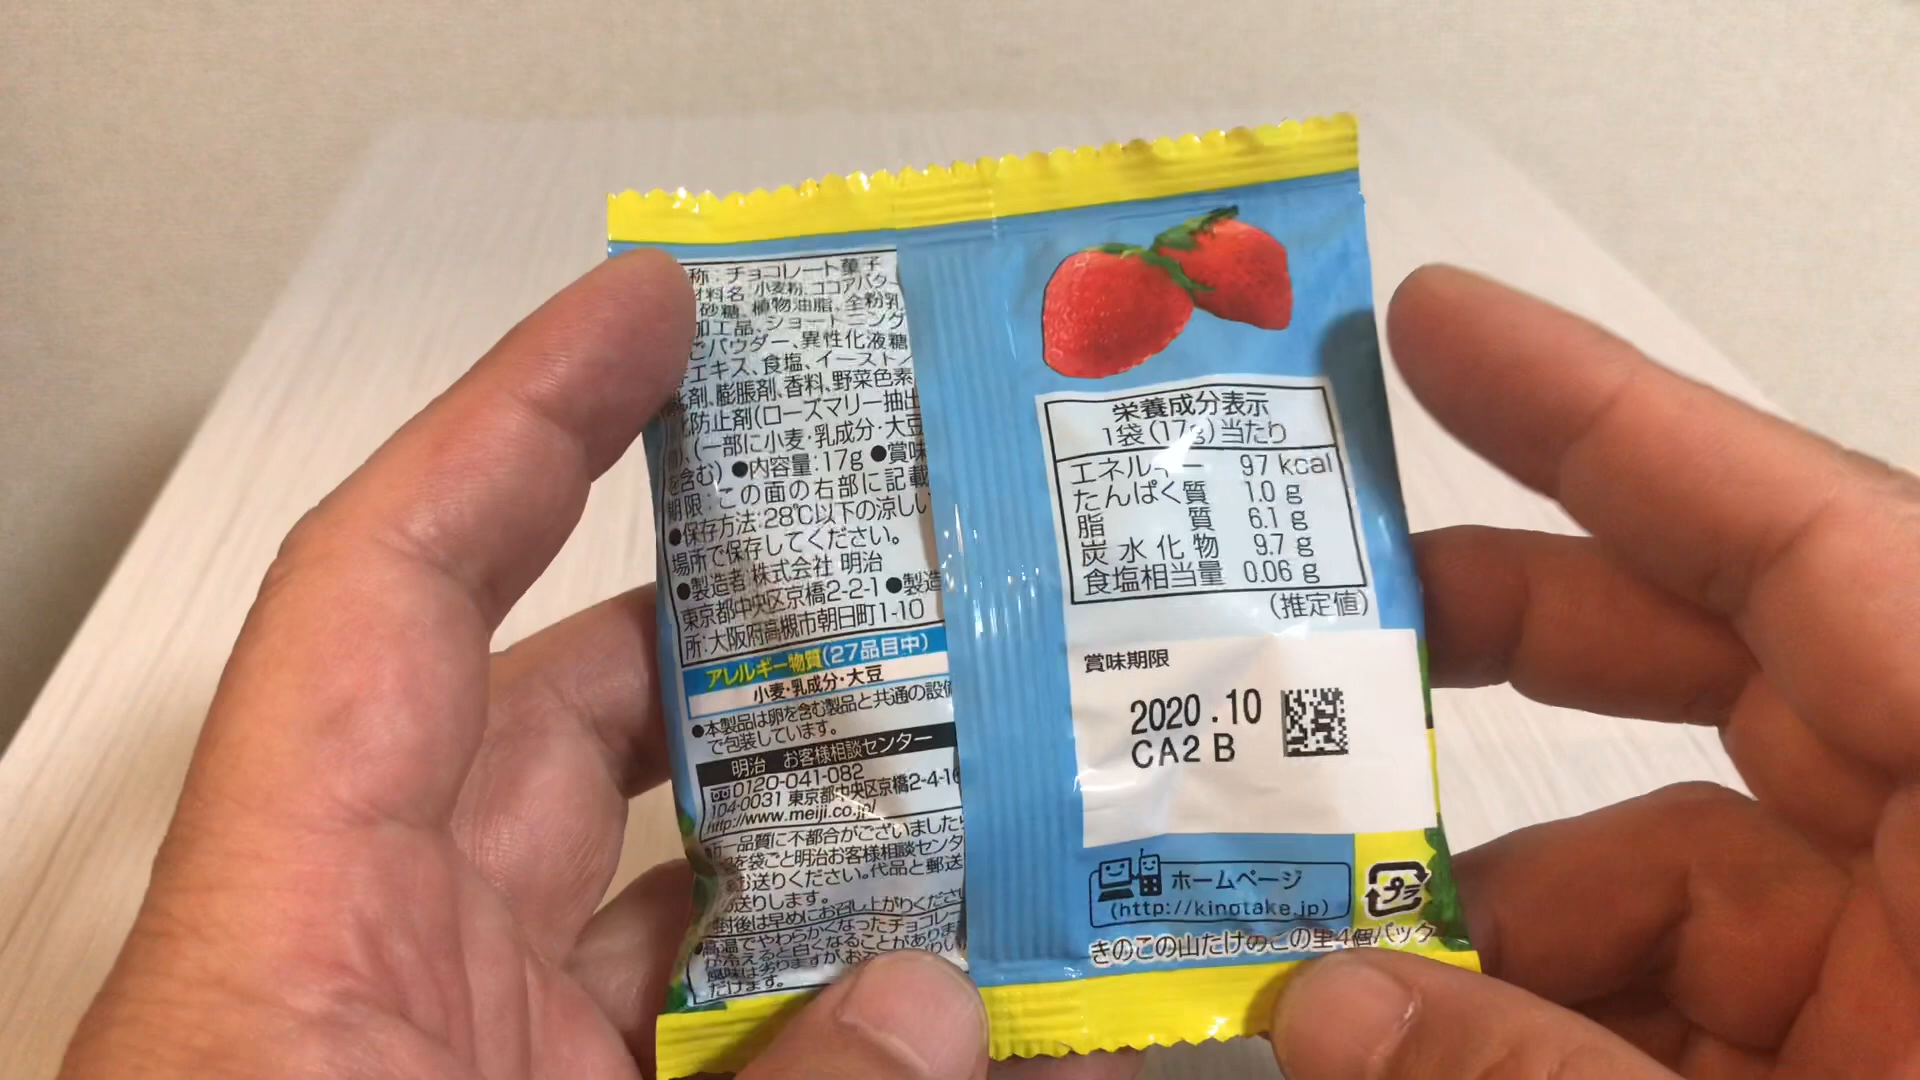 称:チョコレート菓子
材料名 小麦粉、ココアバター
砂糖、植物油脂、全粉乳
加工品、ショートニング
ごパウダー、異性化液糖
エキス、食塩、イースト
化剤、膨脹剤、香料、野菜色素
防止剤(ローズマリー抽出
(一部に小麦・乳成分・大豆
を含む) ●内容量:17g ●賞味
期限:この面の右部に記載
●保存方法:28℃以下の涼しい
場所で保存してください。
●製造者 株式会社 明治
東京都中央区京橋2-2-1 ●製造
所:大阪府高槻市朝日町1-10
アレルギー物質(27品目中)
小麦・乳成分・大豆
●本製品は卵を含む製品と共通の設備
で包装しています。
明治 お客様相談センター
0120-041-082
104-0031 東京都中央区京橋2-4-16
http://www.meiji.co.jp/
万一品質に不都合がございましたら
を袋ごと明治お客様相談センタ
お送りください。代品と郵送
送りします。
封後は早めにお召し上がりくださ
高温でやわらかくなったチョコレー
が冷えると白くなることがありま
風味は劣りますが、お
だけます。
栄養成分表示
1袋(17g)当たり
エネルギー 97 kcal
たんぱく質 1.0 g
脂質 6.1 g
炭水化物 9.7 g
食塩相当量 0.06 g
(推定値)
賞味期限
2020.10
CA2 B
ホームページ
(http://kinotake.jp)
プラ
きのこの山たけのこの里4個パック